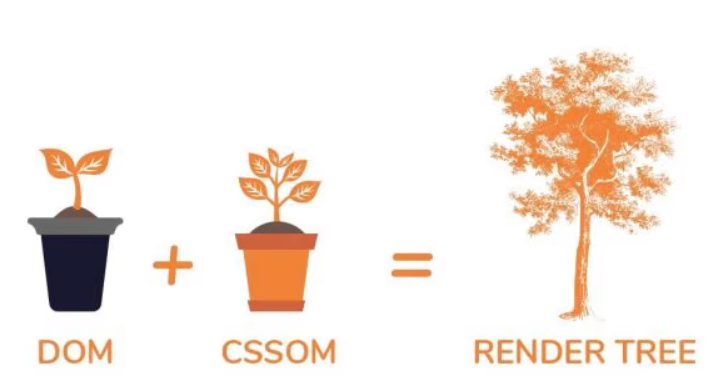 DOM + CSSOM = RENDER TREE